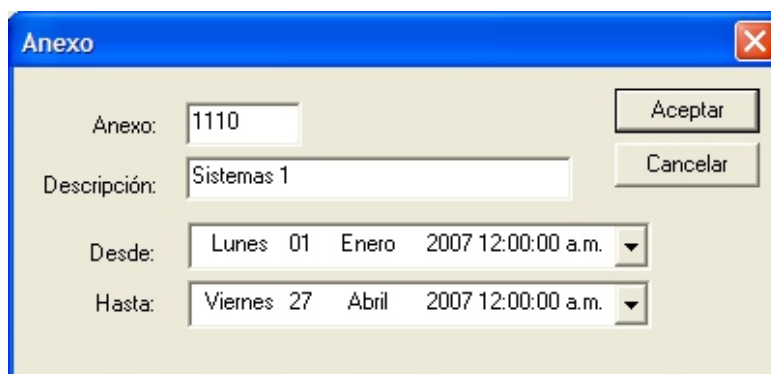 Anexo
Anexo: 1110 Aceptar
Descripción: Sistemas 1 Cancelar
Desde: Lunes 01 Enero 2007 12:00:00 a.m.
Hasta: Viernes 27 Abril 2007 12:00:00 a.m.